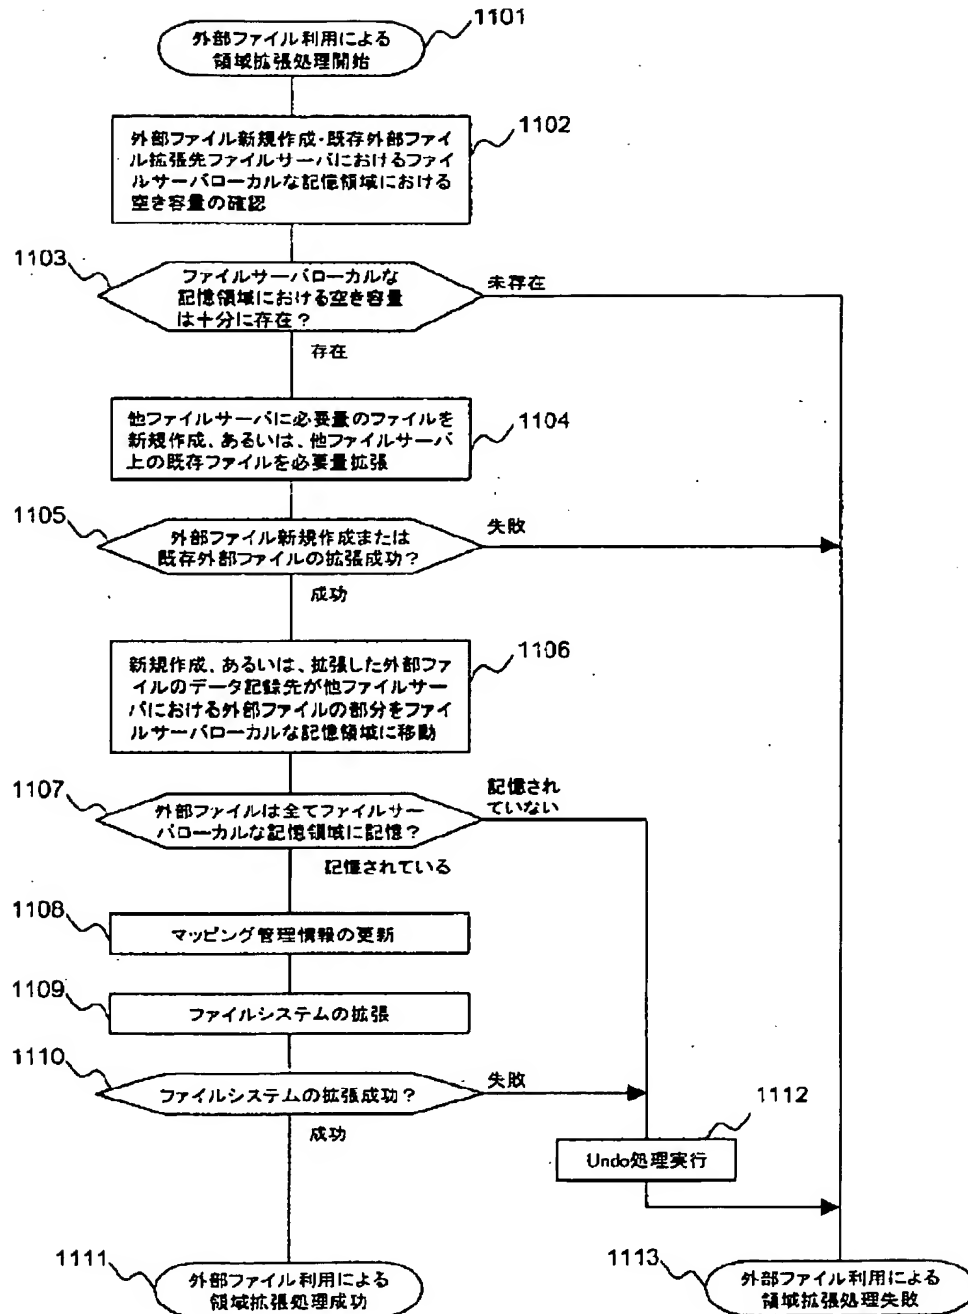 1101
外部ファイル利用による
領域拡張処理開始
1102
外部ファイル新規作成・既存外部ファイ
ル拡張先ファイルサーバにおけるファイ
ルサーバローカルな記憶領域における
空き容量の確認
1103
ファイルサーバローカルな
記憶領域における空き容量
は十分に存在？
未存在
存在
1104
他ファイルサーバに必要量のファイルを
新規作成、あるいは、他ファイルサーバ
上の既存ファイルを必要量拡張
1105
外部ファイル新規作成または
既存外部ファイルの拡張成功？
失敗
成功
1106
新規作成、あるいは、拡張した外部ファ
イルのデータ記録先が他ファイルサー
バにおける外部ファイルの部分をファイ
ルサーバローカルな記憶領域に移動
1107
外部ファイルは全てファイルサー
バローカルな記憶領域に記憶？
記憶され
ていない
記憶されている
1108
マッピング管理情報の更新
1109
ファイルシステムの拡張
1110
ファイルシステムの拡張成功？
失敗
成功
1112
Undo処理実行
1111
外部ファイル利用による
領域拡張処理成功
1113
外部ファイル利用による
領域拡張処理失敗